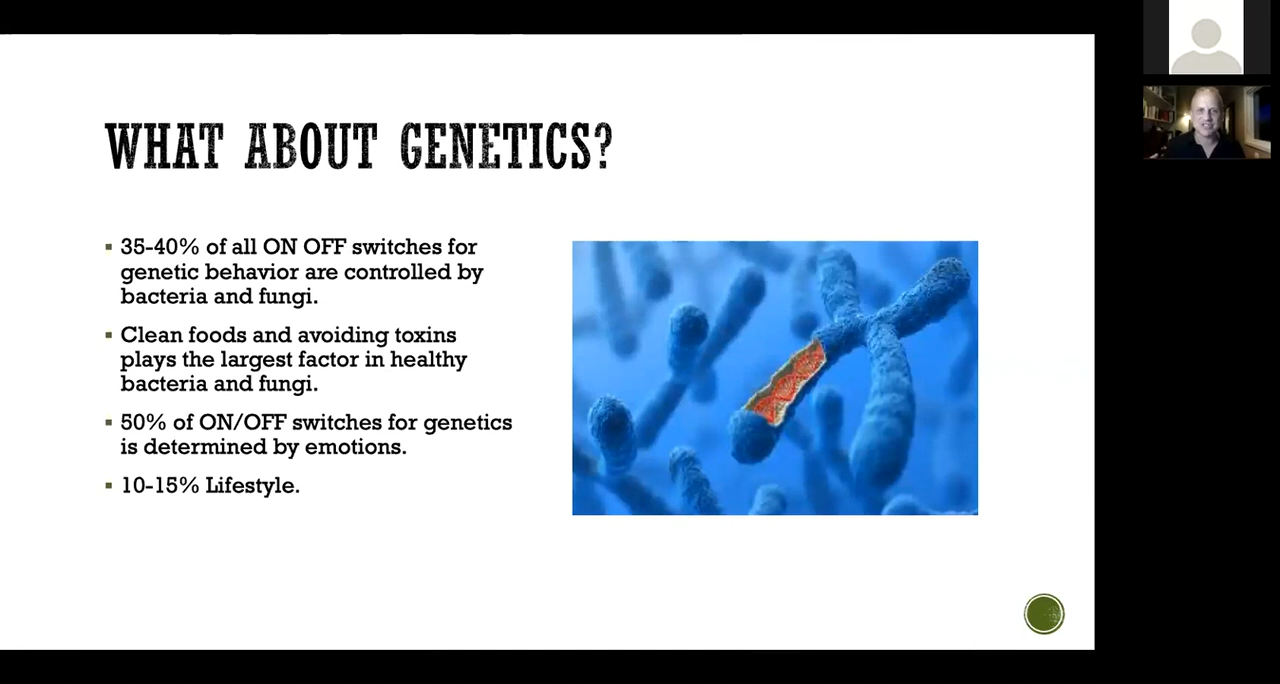 WHAT ABOUT GENETICS?
35-40% of all ON OFF switches for
genetic behavior are controlled by
bacteria and fungi.
Clean foods and avoiding toxins
plays the largest factor in healthy
bacteria and fungi.
50% of ON/OFF switches for genetics
is determined by emotions.
10-15% Lifestyle.